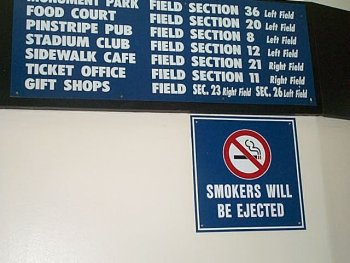 MONUMENT PARK FIELD SECTION 36 Left Field
FOOD COURT FIELD SECTION 20 Left Field
PINSTRIPE PUB FIELD SECTION 8 Left Field
STADIUM CLUB FIELD SECTION 12 Left Field
SIDEWALK CAFE FIELD SECTION 21 Right Field
TICKET OFFICE FIELD SECTION 11 Right Field
GIFT SHOPS FIELD SEC. 23 Right Field SEC. 26 Left Field
SMOKERS WILL
BE EJECTED